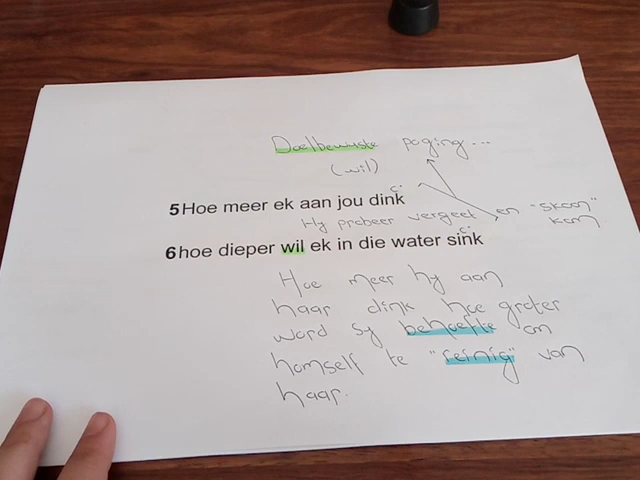 Doelbewuste poging...
(wil)
c.
5 Hoe meer ek aan jou dink
Hy probeer vergeet en "skoon"
kom
c.
6 hoe dieper wil ek in die water sink
Hoe meer hy aan
haar dink hoe groter
word sy behoefte om
homself te "reinig" van
haar.